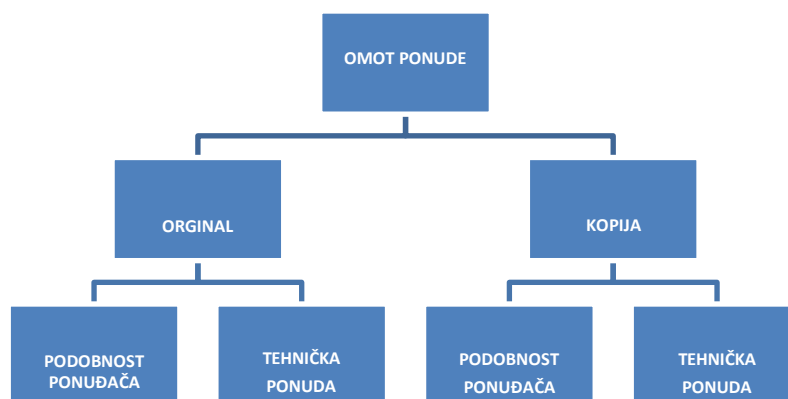 OMOT PONUDE
ORGINAL
KOPIJA
PODOBNOST
PONUĐAČA
TEHNIČKA
PONUDA
PODOBNOST
PONUĐAČA
TEHNIČKA
PONUDA